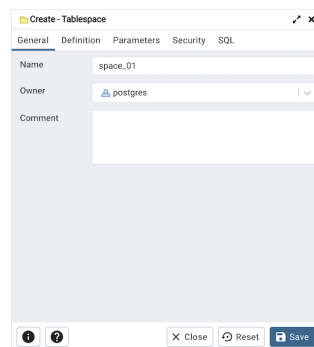 Create - Tablespace
General Definition Parameters Security SQL
Name space_01
Owner postgres
Comment
Close Reset Save